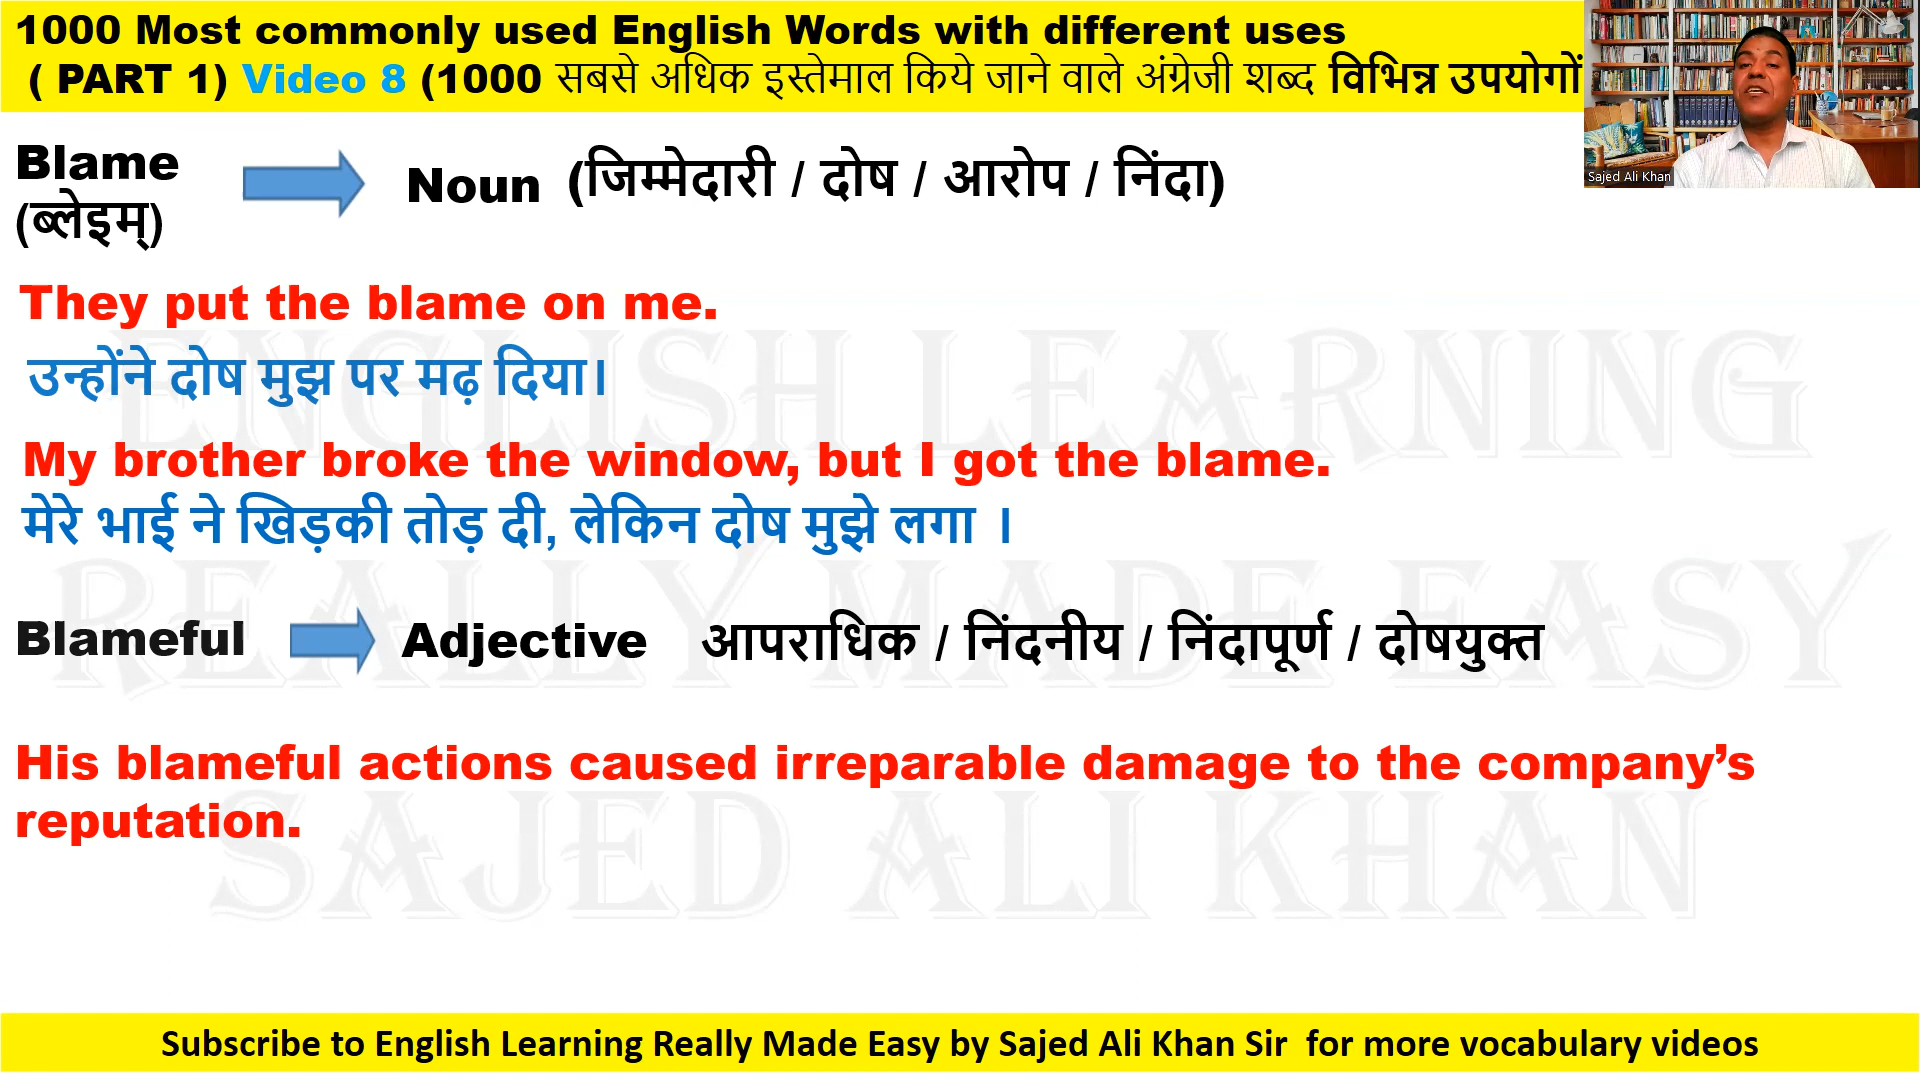 1000 Most commonly used English Words with different uses
( PART 1) Video 8 (1000 सबसे अधिक इस्तेमाल किये जाने वाले अंग्रेजी शब्द विभिन्न उपयोगों
Sajed Ali Khan
Blame
(ब्लेइम्)
Noun (जिम्मेदारी / दोष / आरोप / निंदा)
They put the blame on me.
उन्होंने दोष मुझ पर मढ़ दिया।
My brother broke the window, but I got the blame.
मेरे भाई ने खिड़की तोड़ दी, लेकिन दोष मुझे लगा ।
Blameful Adjective आपराधिक / निंदनीय / निंदापूर्ण / दोषयुक्त
His blameful actions caused irreparable damage to the company's
reputation.
ENGLISH LEARNING
REALLY MADE EASY
SAJED ALI KHAN
Subscribe to English Learning Really Made Easy by Sajed Ali Khan Sir for more vocabulary videos